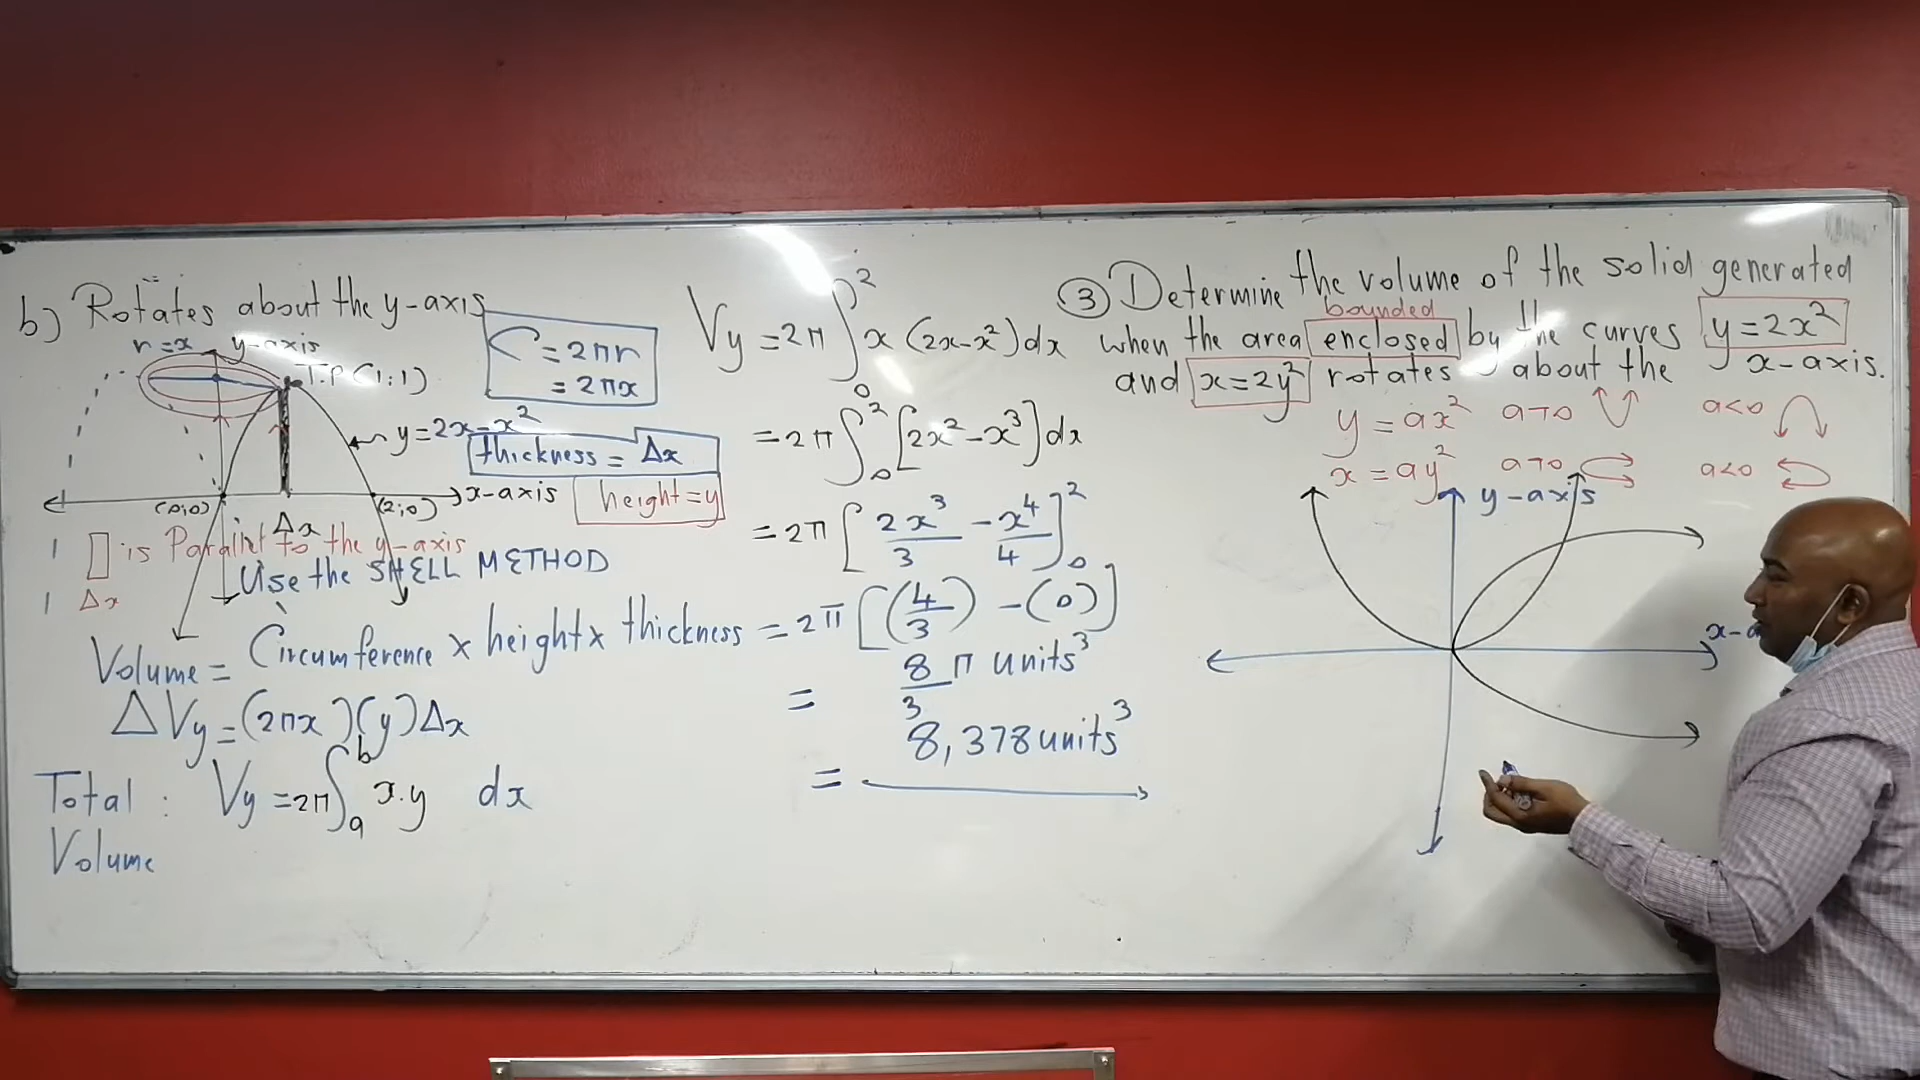 b) Rotates about the y-axis
r = x
y-axis
T.P (1;1)
y = 2x - x²
(0;0)
(2;0)
x-axis
Δx
C = 2πr
= 2πx
thickness = Δx
height = y
▯ is Parallel to the y-axis
Δx
Use the SHELL METHOD
Volume = Circumference × height × thickness
ΔVy = (2πx)(y)Δx
Total : Vy = 2π∫ₐᵇ x.y dx
Volume
Vy = 2π∫₀² x (2x-x²)dx
= 2π∫₀² [2x² - x³]dx
= 2π [2x³/3 - x⁴/4]₀²
= 2π [(4/3) - (0)]
= 8/3 π units³
= 8,378 units³
③ Determine the volume of the solid generated
bounded
when the area enclosed by the curves y = 2x²
and x = 2y² rotates about the x-axis.
y = ax² a>0 a<0
x = ay² a>0 a<0
y-axis